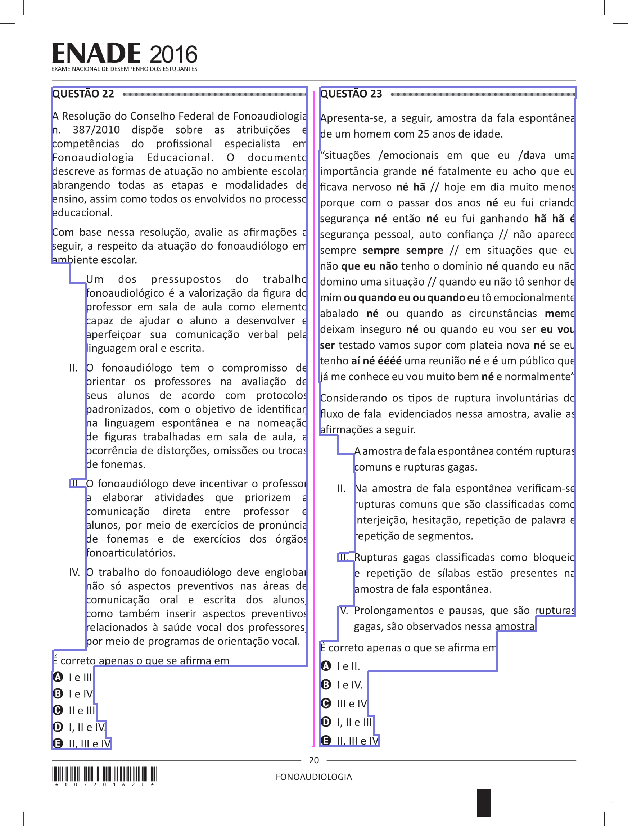 ENADE 2016
EXAME NACIONAL DE DESEMPENHO DOS ESTUDANTES
QUESTÃO 22
A Resolução do Conselho Federal de Fonoaudiologia
n. 387/2010 dispõe sobre as atribuições e
competências do profissional especialista em
Fonoaudiologia Educacional. O documento
descreve as formas de atuação no ambiente escolar,
abrangendo todas as etapas e modalidades de
ensino, assim como todos os envolvidos no processo
educacional.
Com base nessa resolução, avalie as afirmações a
seguir, a respeito da atuação do fonoaudiólogo em
ambiente escolar.
Um dos pressupostos do trabalho
fonoaudiológico é a valorização da figura do
professor em sala de aula como elemento
capaz de ajudar o aluno a desenvolver e
aperfeiçoar sua comunicação verbal pela
linguagem oral e escrita.
II. O fonoaudiólogo tem o compromisso de
orientar os professores na avaliação de
seus alunos de acordo com protocolos
padronizados, com o objetivo de identificar,
na linguagem espontânea e na nomeação
de figuras trabalhadas em sala de aula, a
ocorrência de distorções, omissões ou trocas
de fonemas.
III. O fonoaudiólogo deve incentivar o professor
a elaborar atividades que priorizem a
comunicação direta entre professor e
alunos, por meio de exercícios de pronúncia
de fonemas e de exercícios dos órgãos
fonoarticulatórios.
IV. O trabalho do fonoaudiólogo deve englobar
não só aspectos preventivos nas áreas de
comunicação oral e escrita dos alunos,
como também inserir aspectos preventivos
relacionados à saúde vocal dos professores,
por meio de programas de orientação vocal.
É correto apenas o que se afirma em
A I e III.
B I e IV.
C II e III.
D I, II e IV.
E II, III e IV.
QUESTÃO 23
Apresenta-se, a seguir, amostra da fala espontânea
de um homem com 25 anos de idade.
“situações /emocionais em que eu /dava uma
importância grande né fatalmente eu acho que eu
ficava nervoso né hã // hoje em dia muito menos
porque com o passar dos anos né eu fui criando
segurança né então né eu fui ganhando hã hã é
segurança pessoal, auto confiança // não aparece
sempre sempre sempre // em situações que eu
não que eu não tenho o domínio né quando eu não
domino uma situação // quando eu não tô senhor de
mim ou quando eu ou quando eu tô emocionalmente
abalado né ou quando as circunstâncias meme
deixam inseguro né ou quando eu vou ser eu vou
ser testado vamos supor com plateia nova né se eu
tenho aí né éééé uma reunião né e é um público que
já me conhece eu vou muito bem né e normalmente”
Considerando os tipos de ruptura involuntárias do
fluxo de fala evidenciados nessa amostra, avalie as
afirmações a seguir.
A amostra de fala espontânea contém rupturas
comuns e rupturas gagas.
II. Na amostra de fala espontânea verificam-se
rupturas comuns que são classificadas como
interjeição, hesitação, repetição de palavra e
repetição de segmentos.
III. Rupturas gagas classificadas como bloqueio
e repetição de sílabas estão presentes na
amostra de fala espontânea.
IV. Prolongamentos e pausas, que são rupturas
gagas, são observados nessa amostra.
É correto apenas o que se afirma em
A I e II.
B I e IV.
C III e IV.
D I, II e III.
E II, III e IV.
20
FONOAUDIOLOGIA